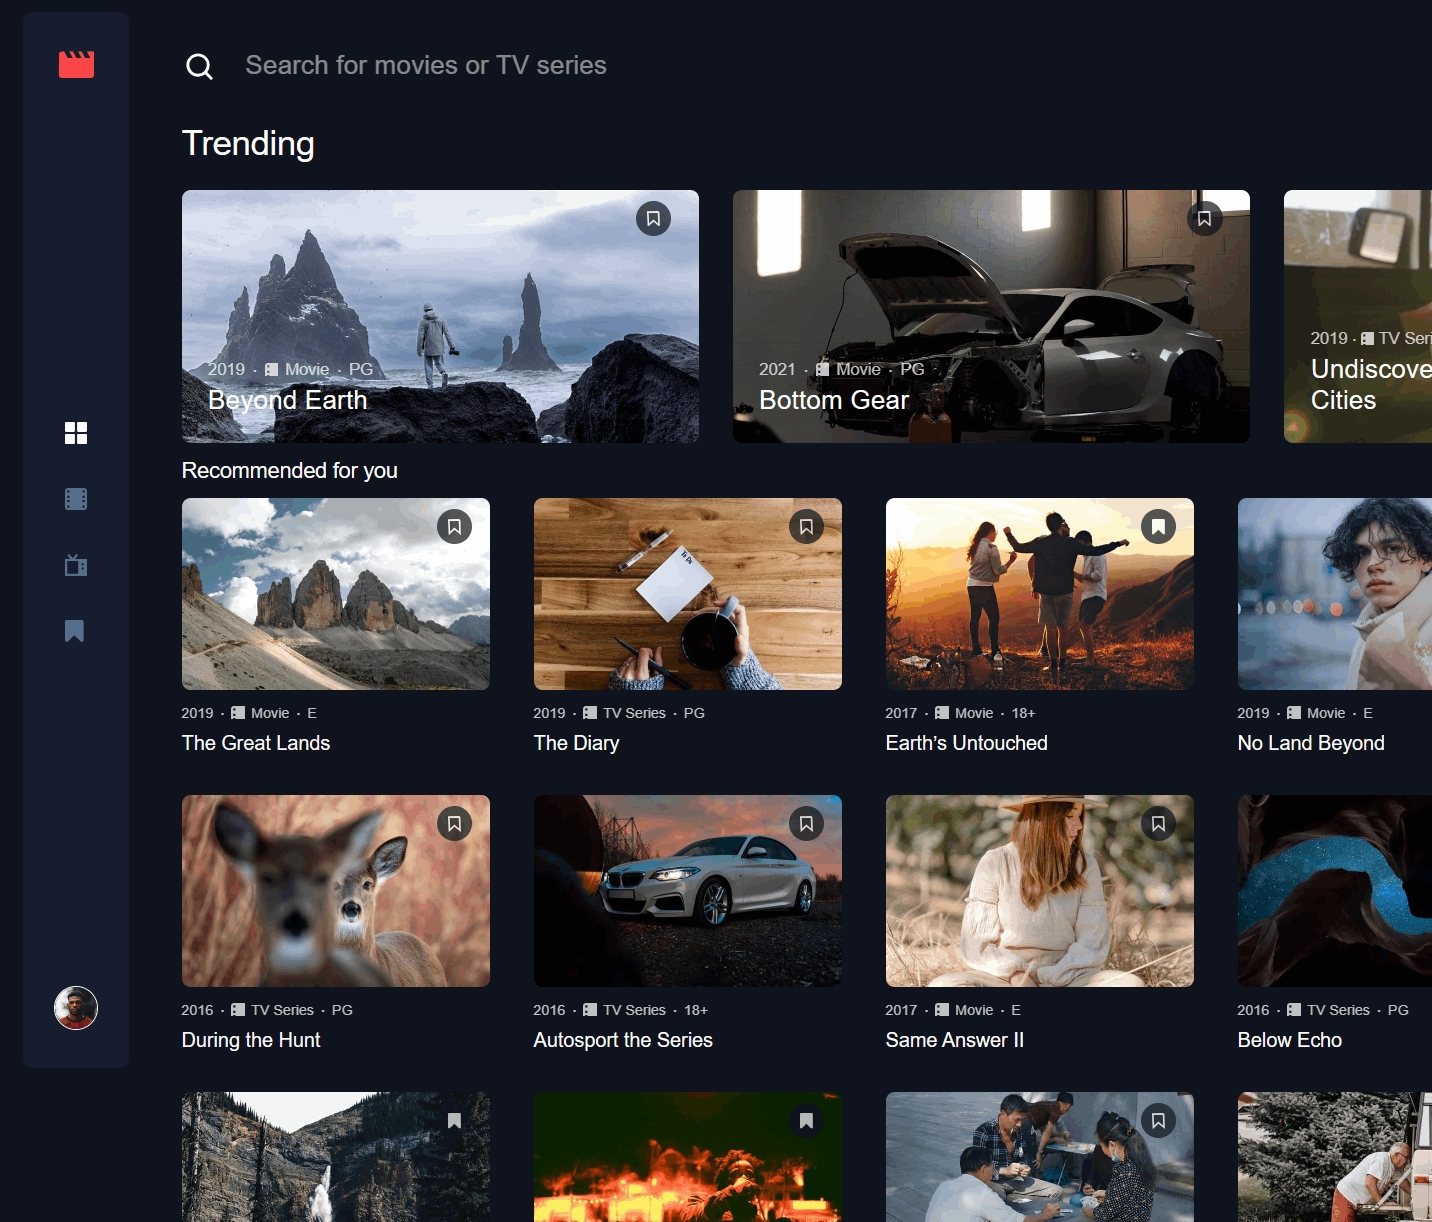 Search for movies or TV series
Trending
2019 · Movie · PG
Beyond Earth
2021 · Movie · PG
Bottom Gear
2019 · TV Seri
Undiscove
Cities
Recommended for you
2019 · Movie · E
The Great Lands
2019 · TV Series · PG
The Diary
2017 · Movie · 18+
Earth’s Untouched
2019 · Movie · E
No Land Beyond
2016 · TV Series · PG
During the Hunt
2016 · TV Series · 18+
Autosport the Series
2017 · Movie · E
Same Answer II
2016 · TV Series · PG
Below Echo